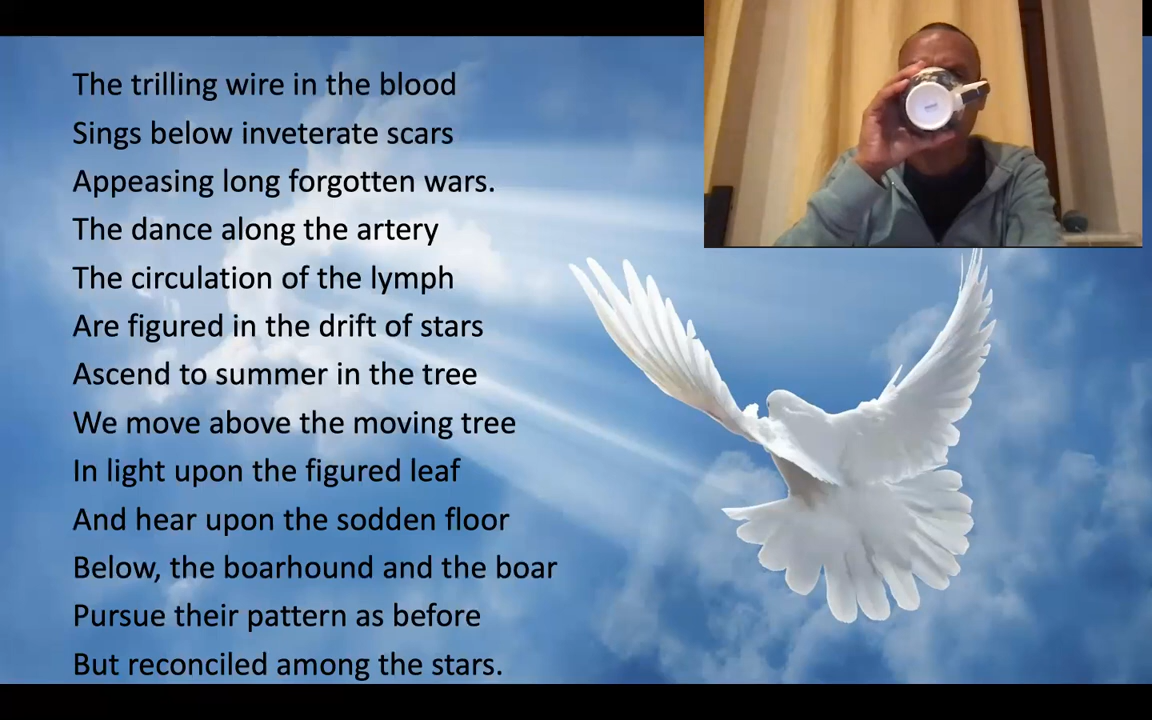 The trilling wire in the blood
Sings below inveterate scars
Appeasing long forgotten wars.
The dance along the artery
The circulation of the lymph
Are figured in the drift of stars
Ascend to summer in the tree
We move above the moving tree
In light upon the figured leaf
And hear upon the sodden floor
Below, the boarhound and the boar
Pursue their pattern as before
But reconciled among the stars.